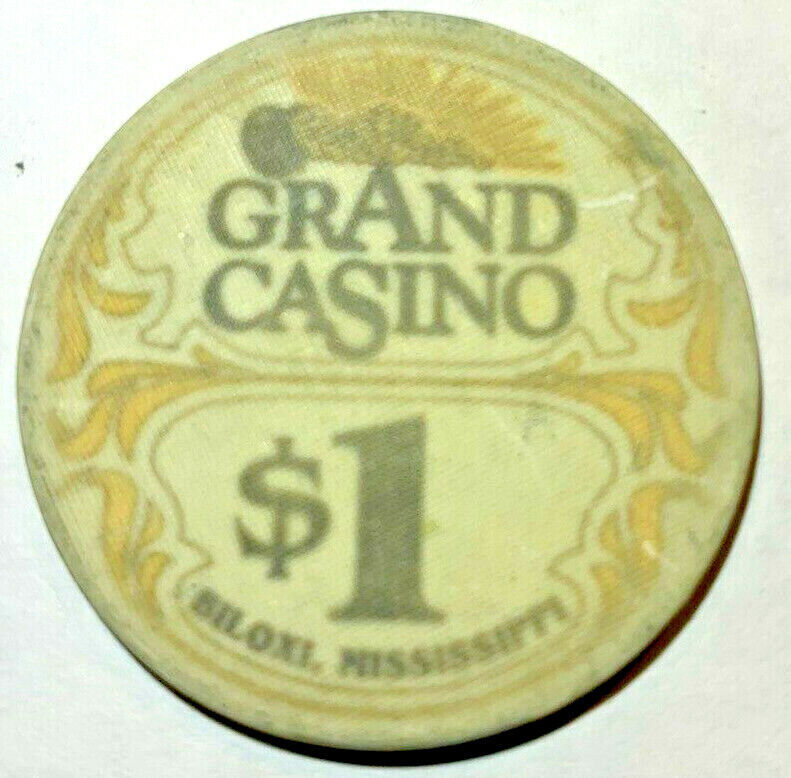 GRAND
CASINO
$1
BILOXI, MISSISSIPPI